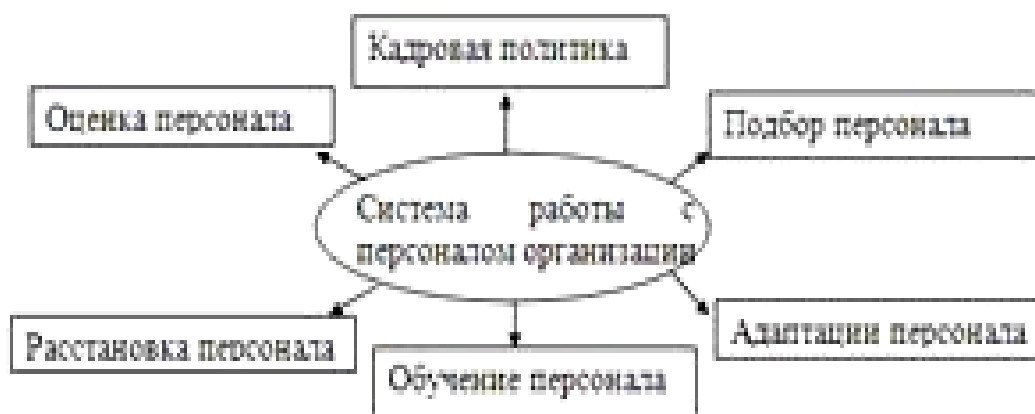 Кадровая политика
Оценка персонала
Подбор персонала
Система работы с
персоналом организации
Расстановка персонала
Обучение персонала
Адаптации персонала